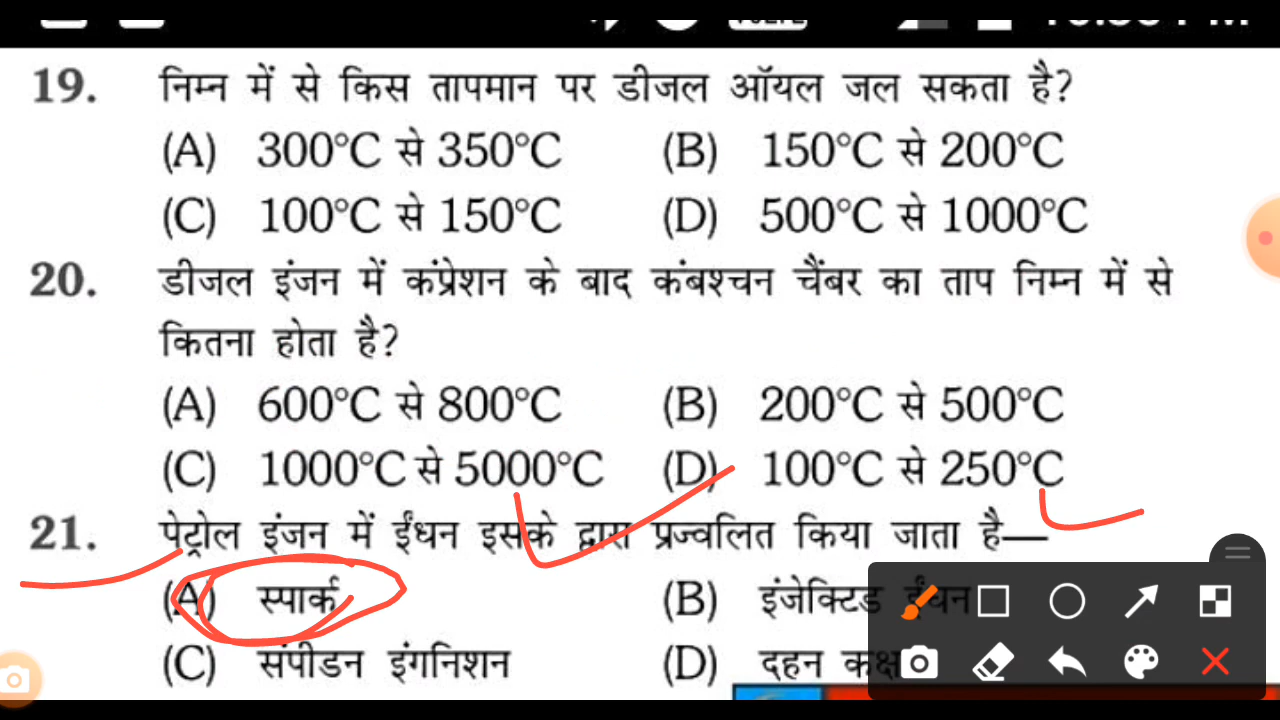 19. निम्न में से किस तापमान पर डीजल ऑयल जल सकता है?
(A) 300°C से 350°C (B) 150°C से 200°C
(C) 100°C से 150°C (D) 500°C से 1000°C
20. डीजल इंजन में कंप्रेशन के बाद कंबश्चन चैंबर का ताप निम्न में से
कितना होता है?
(A) 600°C से 800°C (B) 200°C से 500°C
(C) 1000°C से 5000°C (D) 100°C से 250°C
21. पेट्रोल इंजन में ईंधन इसके द्वारा प्रज्वलित किया जाता है—
(A) स्पार्क (B) इंजेक्टिड ईंधन
(C) संपीडन इंगनिशन (D) दहन कक्ष